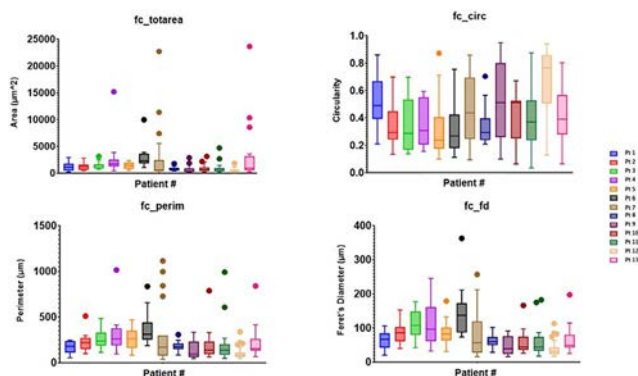 fc_totarea
25000
20000
15000
10000
5000
0
Area (µm^2)
Patient #
fc_circ
1.0
0.8
0.6
0.4
0.2
0.0
Circularity
Patient #
fc_perim
1500
1000
500
0
Perimeter (µm)
Patient #
fc_fd
400
300
200
100
0
Feret's Diameter (µm)
Patient #
Pt 1
Pt 2
Pt 3
Pt 4
Pt 5
Pt 6
Pt 7
Pt 8
Pt 9
Pt 10
Pt 11
Pt 12
Pt 13